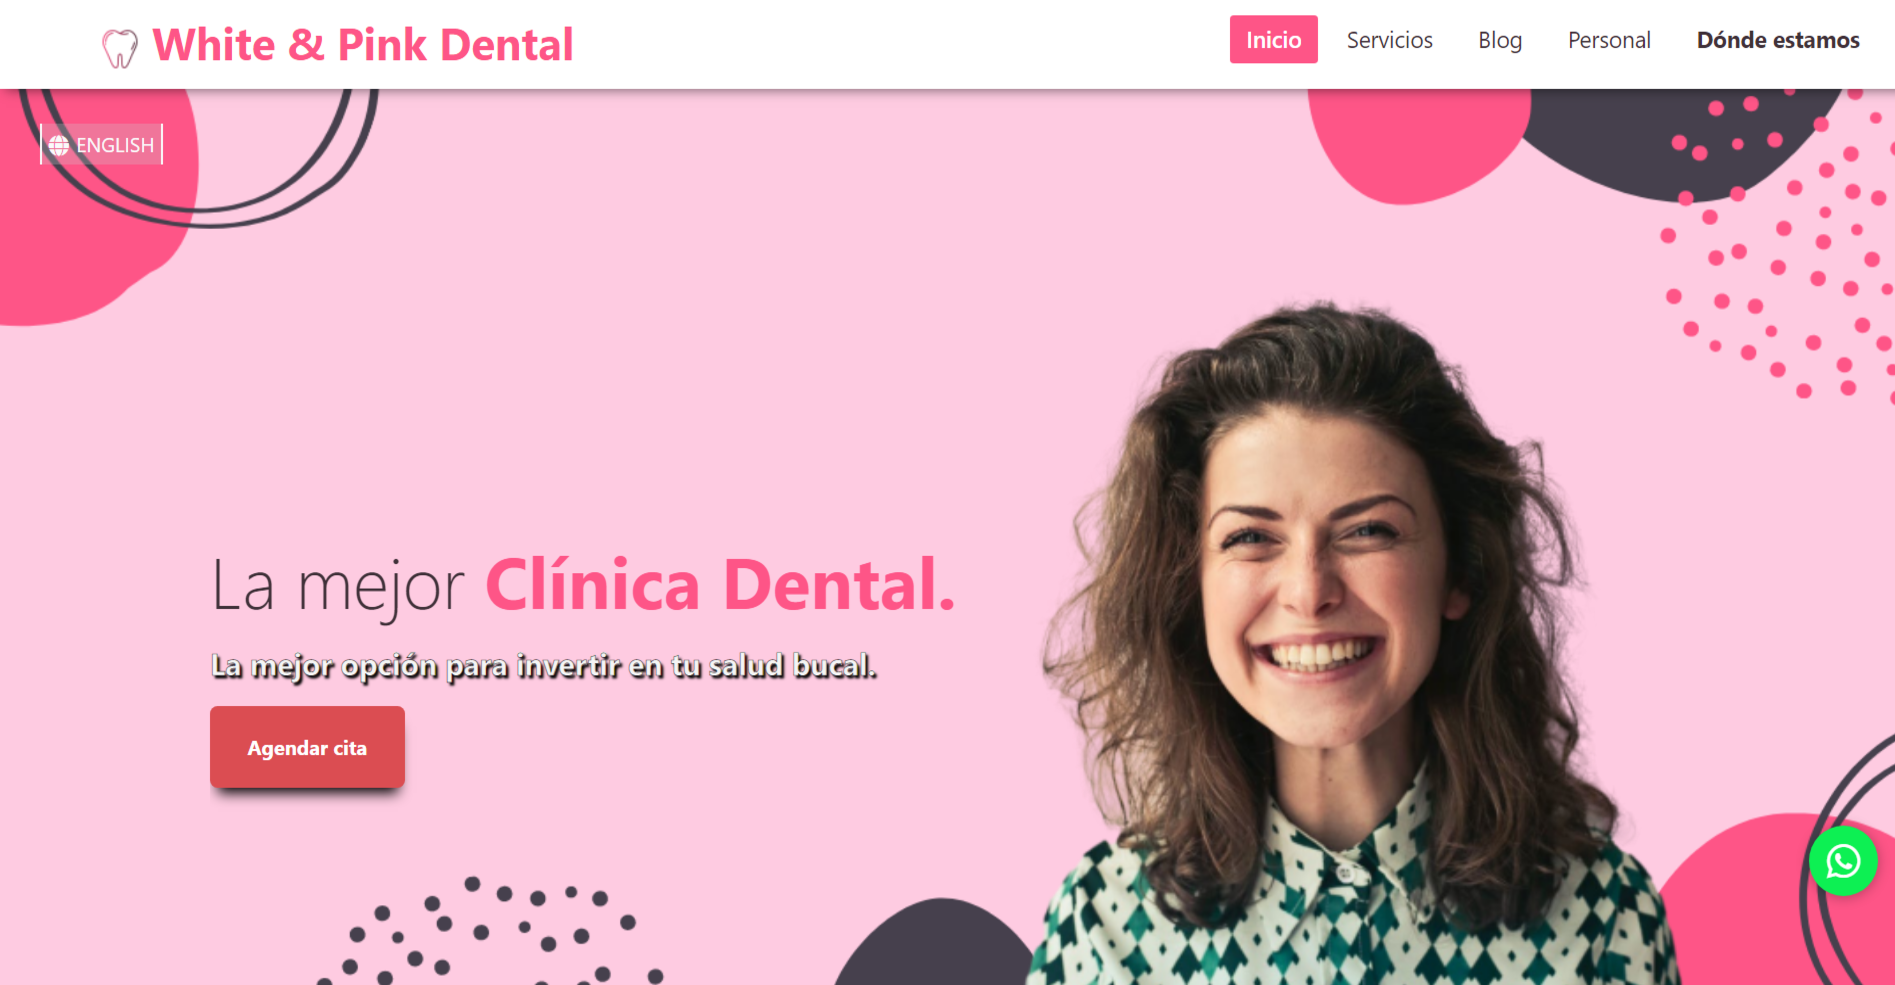 White & Pink Dental
Inicio Servicios Blog Personal Dónde estamos
ENGLISH
La mejor Clínica Dental.
La mejor opción para invertir en tu salud bucal.
Agendar cita